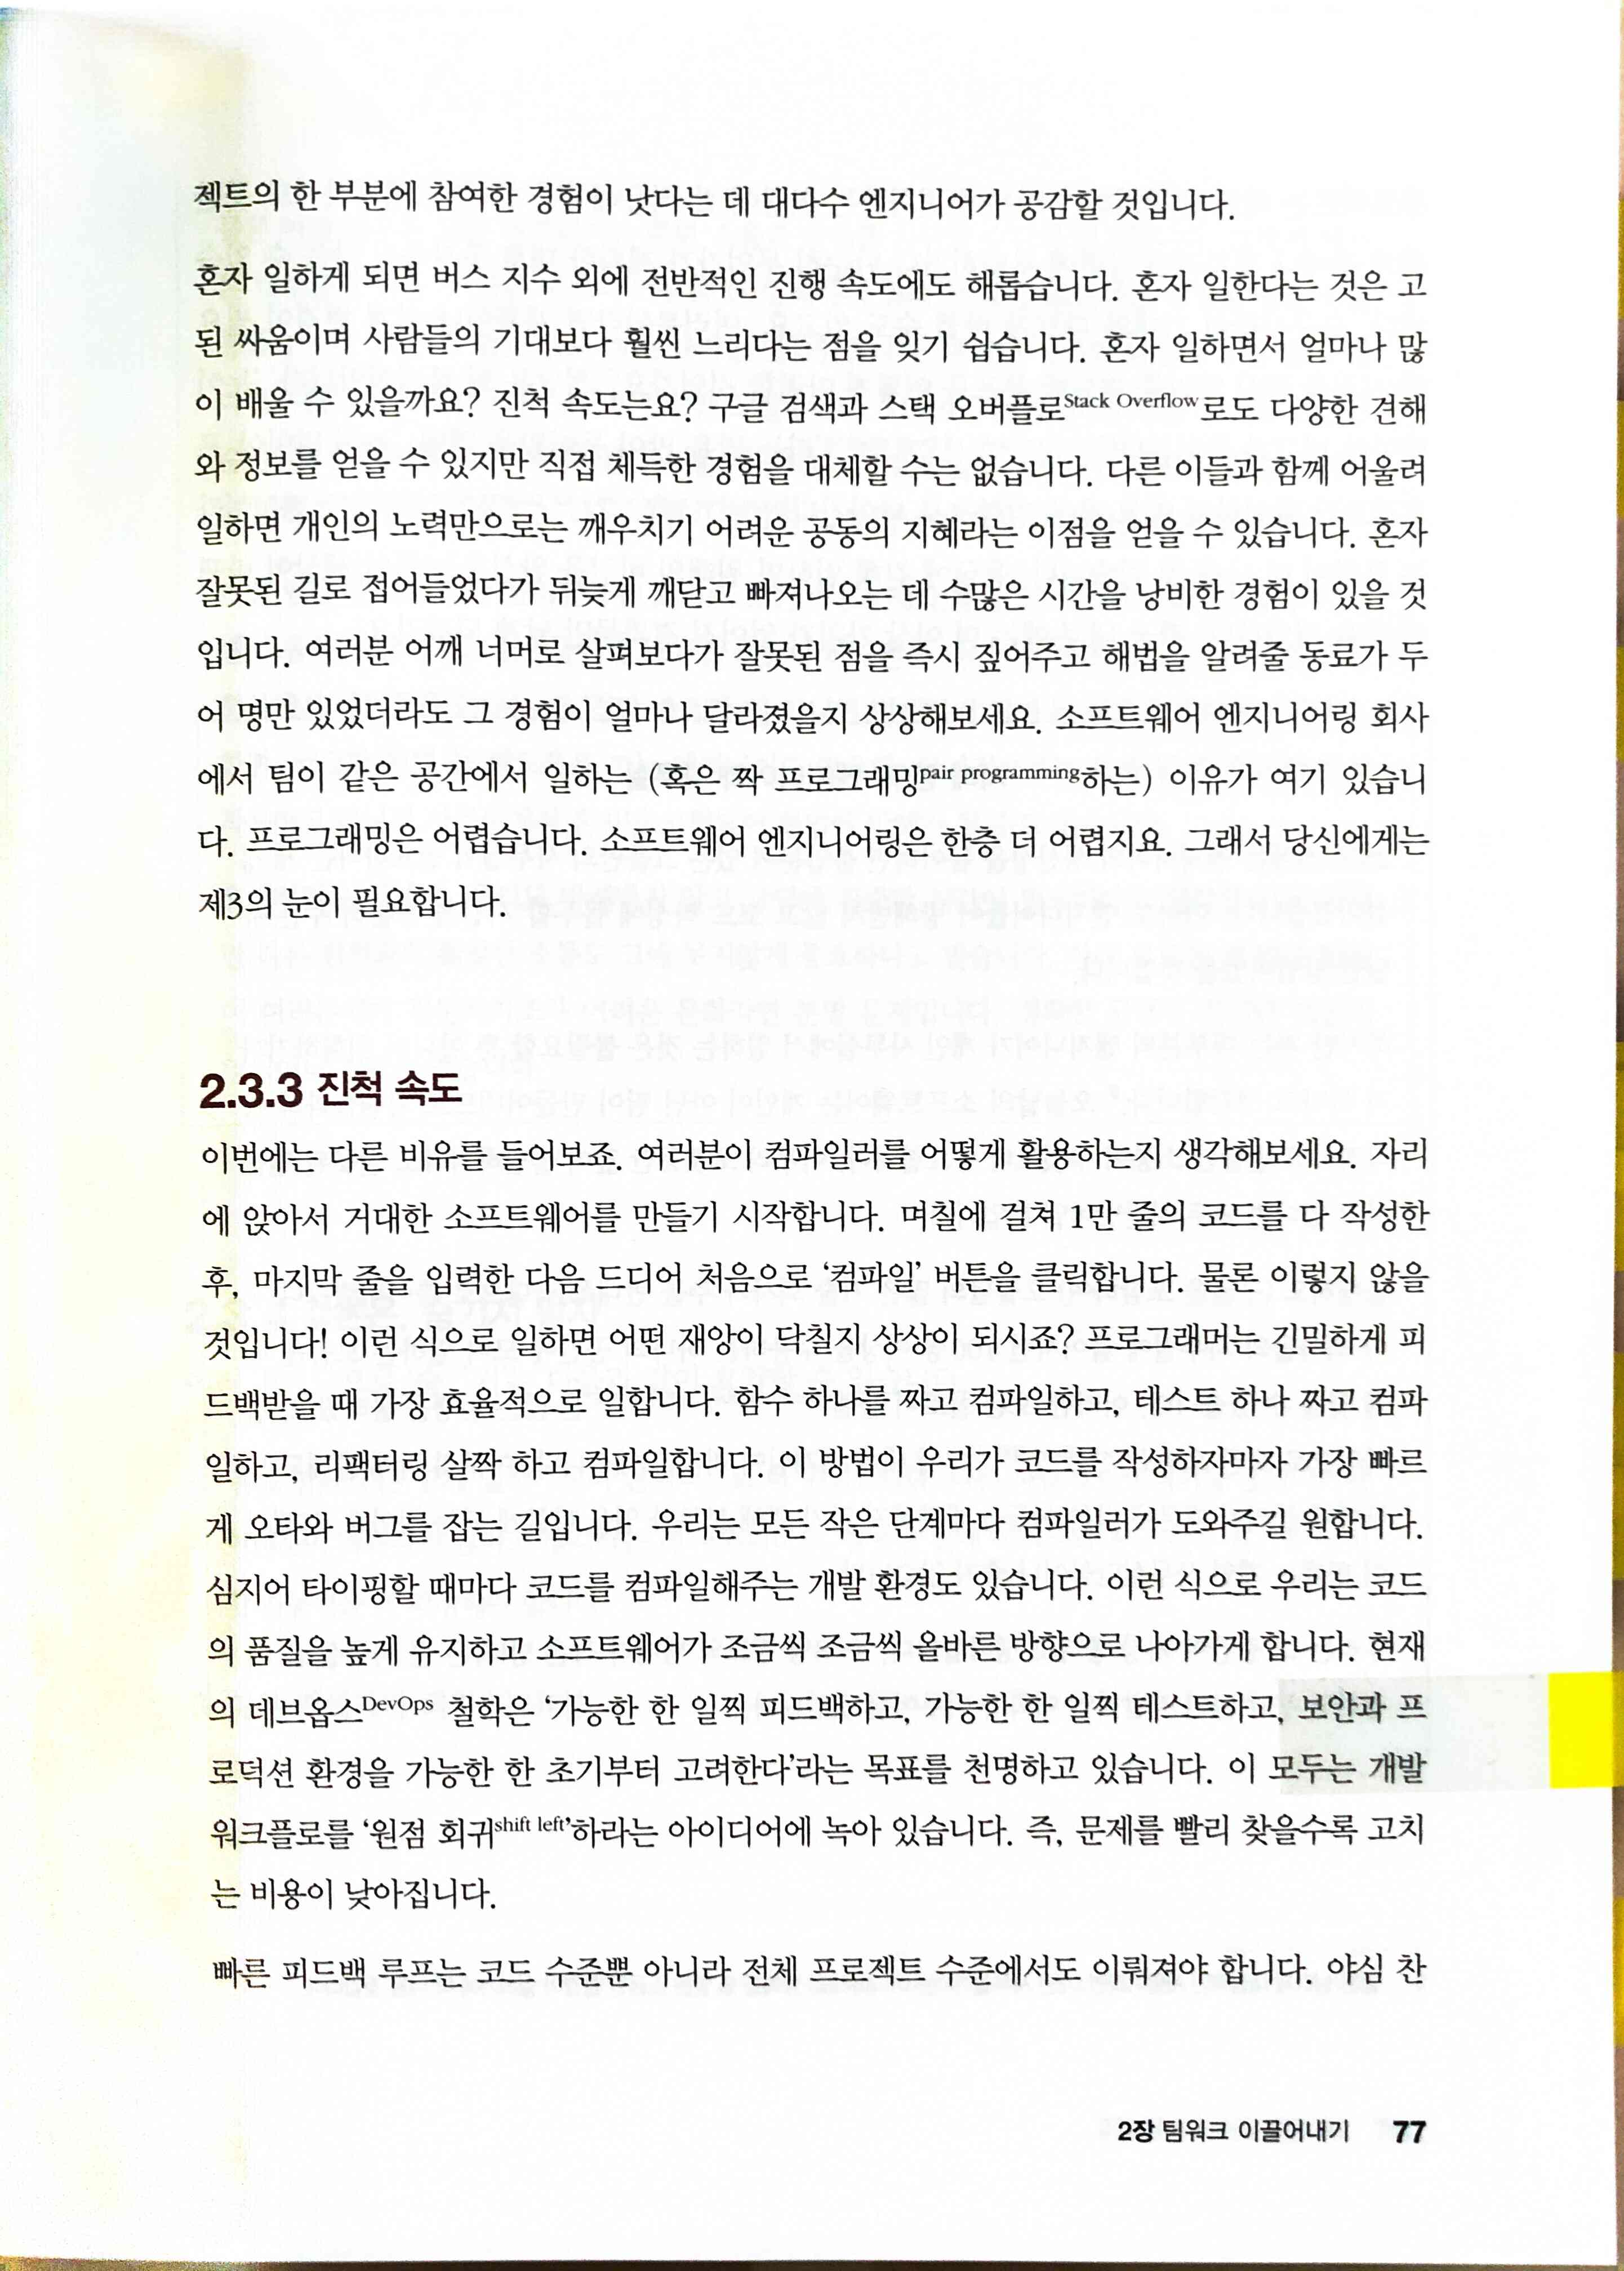 젝트의 한 부분에 참여한 경험이 낫다는 데 대다수 엔지니어가 공감할 것입니다.
혼자 일하게 되면 버스 지수 외에 전반적인 진행 속도에도 해롭습니다. 혼자 일한다는 것은 고
된 싸움이며 사람들의 기대보다 훨씬 느리다는 점을 잊기 쉽습니다. 혼자 일하면서 얼마나 많
이 배울 수 있을까요? 진척 속도는요? 구글 검색과 스택 오버플로Stack Overflow로도 다양한 견해
와 정보를 얻을 수 있지만 직접 체득한 경험을 대체할 수는 없습니다. 다른 이들과 함께 어울려
일하면 개인의 노력만으로는 깨우치기 어려운 공동의 지혜라는 이점을 얻을 수 있습니다. 혼자
잘못된 길로 접어들었다가 뒤늦게 깨닫고 빠져나오는 데 수많은 시간을 낭비한 경험이 있을 것
입니다. 여러분 어깨 너머로 살펴보다가 잘못된 점을 즉시 짚어주고 해법을 알려줄 동료가 두
어 명만 있었더라도 그 경험이 얼마나 달라졌을지 상상해보세요. 소프트웨어 엔지니어링 회사
에서 팀이 같은 공간에서 일하는 (혹은 짝 프로그래밍pair programming하는) 이유가 여기 있습니
다. 프로그래밍은 어렵습니다. 소프트웨어 엔지니어링은 한층 더 어렵지요. 그래서 당신에게는
제3의 눈이 필요합니다.
2.3.3 진척 속도
이번에는 다른 비유를 들어보죠. 여러분이 컴파일러를 어떻게 활용하는지 생각해보세요. 자리
에 앉아서 거대한 소프트웨어를 만들기 시작합니다. 며칠에 걸쳐 1만 줄의 코드를 다 작성한
후, 마지막 줄을 입력한 다음 드디어 처음으로 ‘컴파일’ 버튼을 클릭합니다. 물론 이렇지 않을
것입니다! 이런 식으로 일하면 어떤 재앙이 닥칠지 상상이 되시죠? 프로그래머는 긴밀하게 피
드백받을 때 가장 효율적으로 일합니다. 함수 하나를 짜고 컴파일하고, 테스트 하나 짜고 컴파
일하고, 리팩터링 살짝 하고 컴파일합니다. 이 방법이 우리가 코드를 작성하자마자 가장 빠르
게 오타와 버그를 잡는 길입니다. 우리는 모든 작은 단계마다 컴파일러가 도와주길 원합니다.
심지어 타이핑할 때마다 코드를 컴파일해주는 개발 환경도 있습니다. 이런 식으로 우리는 코드
의 품질을 높게 유지하고 소프트웨어가 조금씩 조금씩 올바른 방향으로 나아가게 합니다. 현재
의 데브옵스DevOps 철학은 ‘가능한 한 일찍 피드백하고, 가능한 한 일찍 테스트하고, 보안과 프
로덕션 환경을 가능한 한 초기부터 고려한다’라는 목표를 천명하고 있습니다. 이 모두는 개발
워크플로를 ‘원점 회귀shift left’하라는 아이디어에 녹아 있습니다. 즉, 문제를 빨리 찾을수록 고치
는 비용이 낮아집니다.
빠른 피드백 루프는 코드 수준뿐 아니라 전체 프로젝트 수준에서도 이뤄져야 합니다. 야심 찬
2장 팀워크 이끌어내기 77